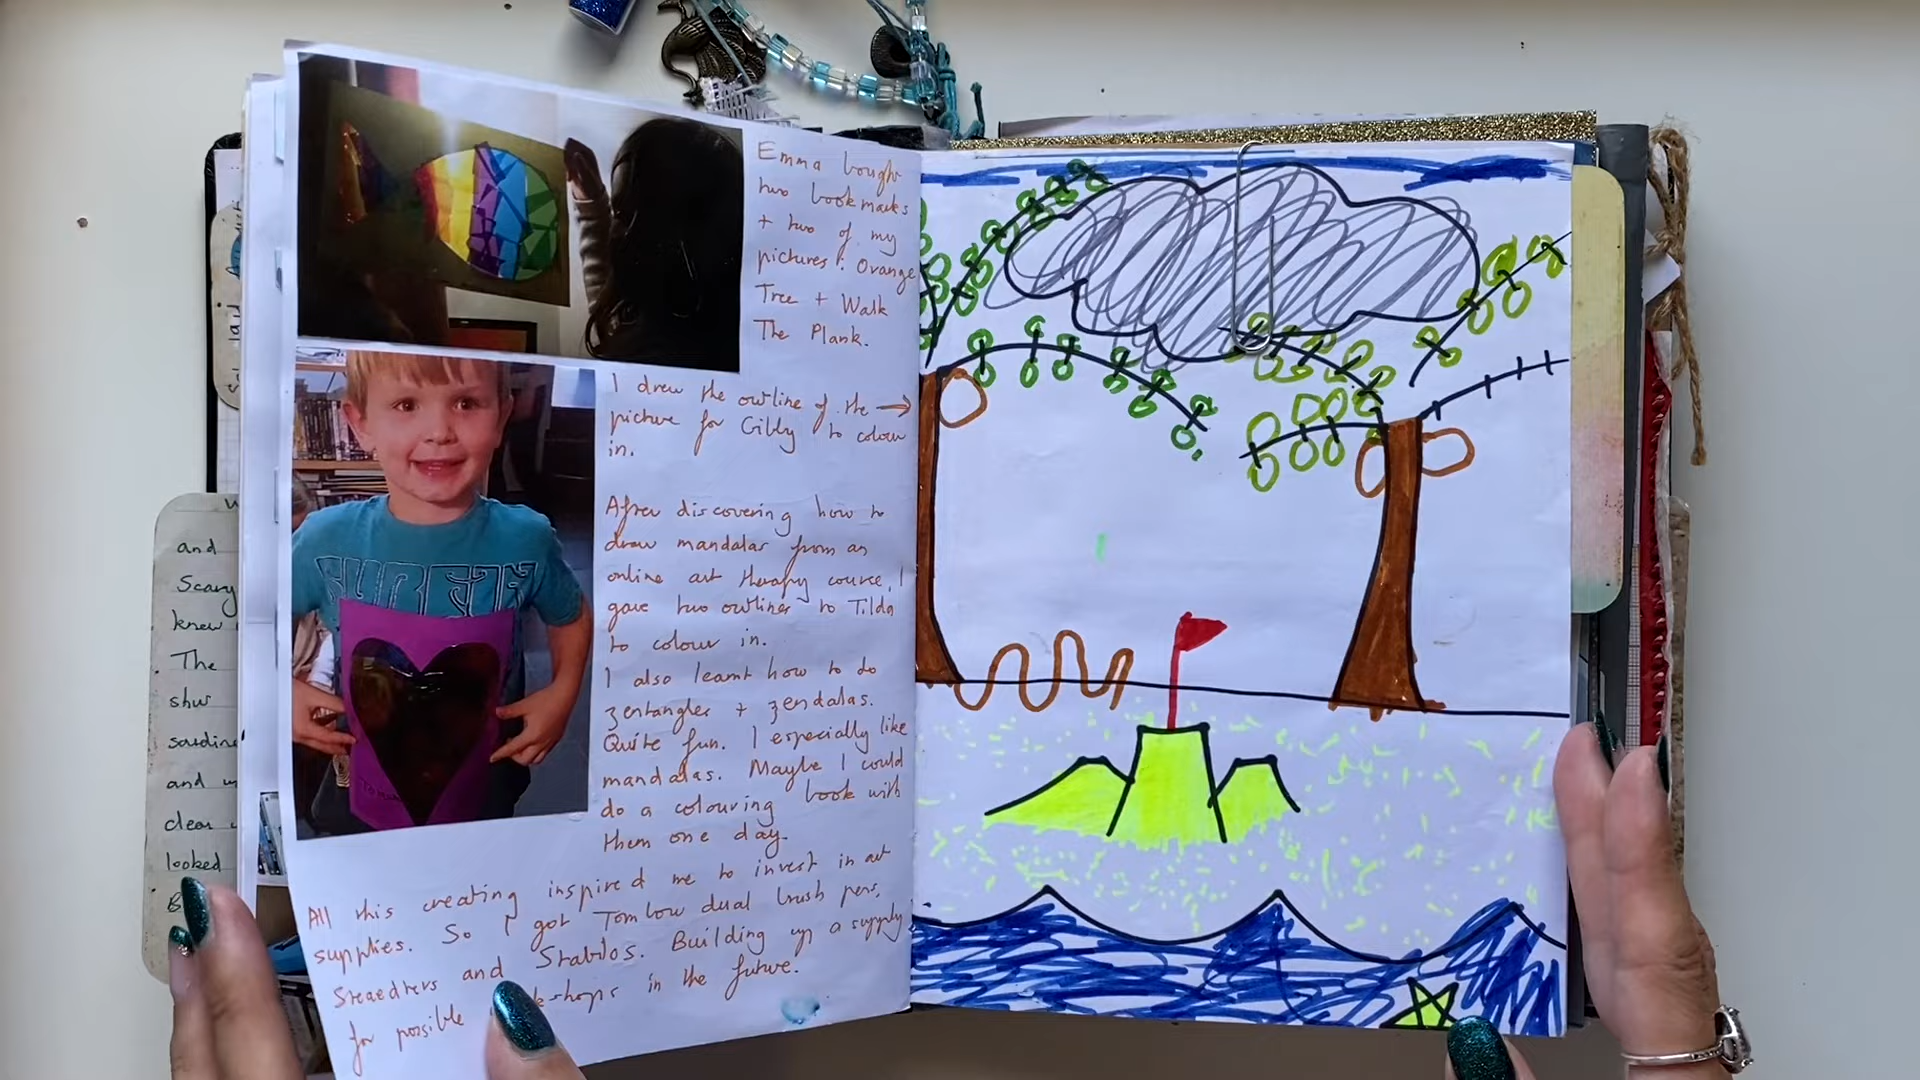 Emma bought
two bookmarks
+ two of my
pictures: Orange
Tree + Walk
The Plank.
I drew the outline of the →
picture for Gibby to colour
in.
After discovering how to
draw mandalas from an
online art therapy course, I
gave two outlines to Tilda
to colour in.
I also learnt how to do
zentangles + zendalas.
Quite fun. I especially like
mandalas. Maybe I could
do a colouring book with
them one day.
All this creating inspired me to invest in art
supplies. So I got Tombow dual brush pens,
Staedtlers and Stabilos. Building up a supply
for possible kshops in the future.
and
Scary
knew
The
shur
sardine
and
clear
looked